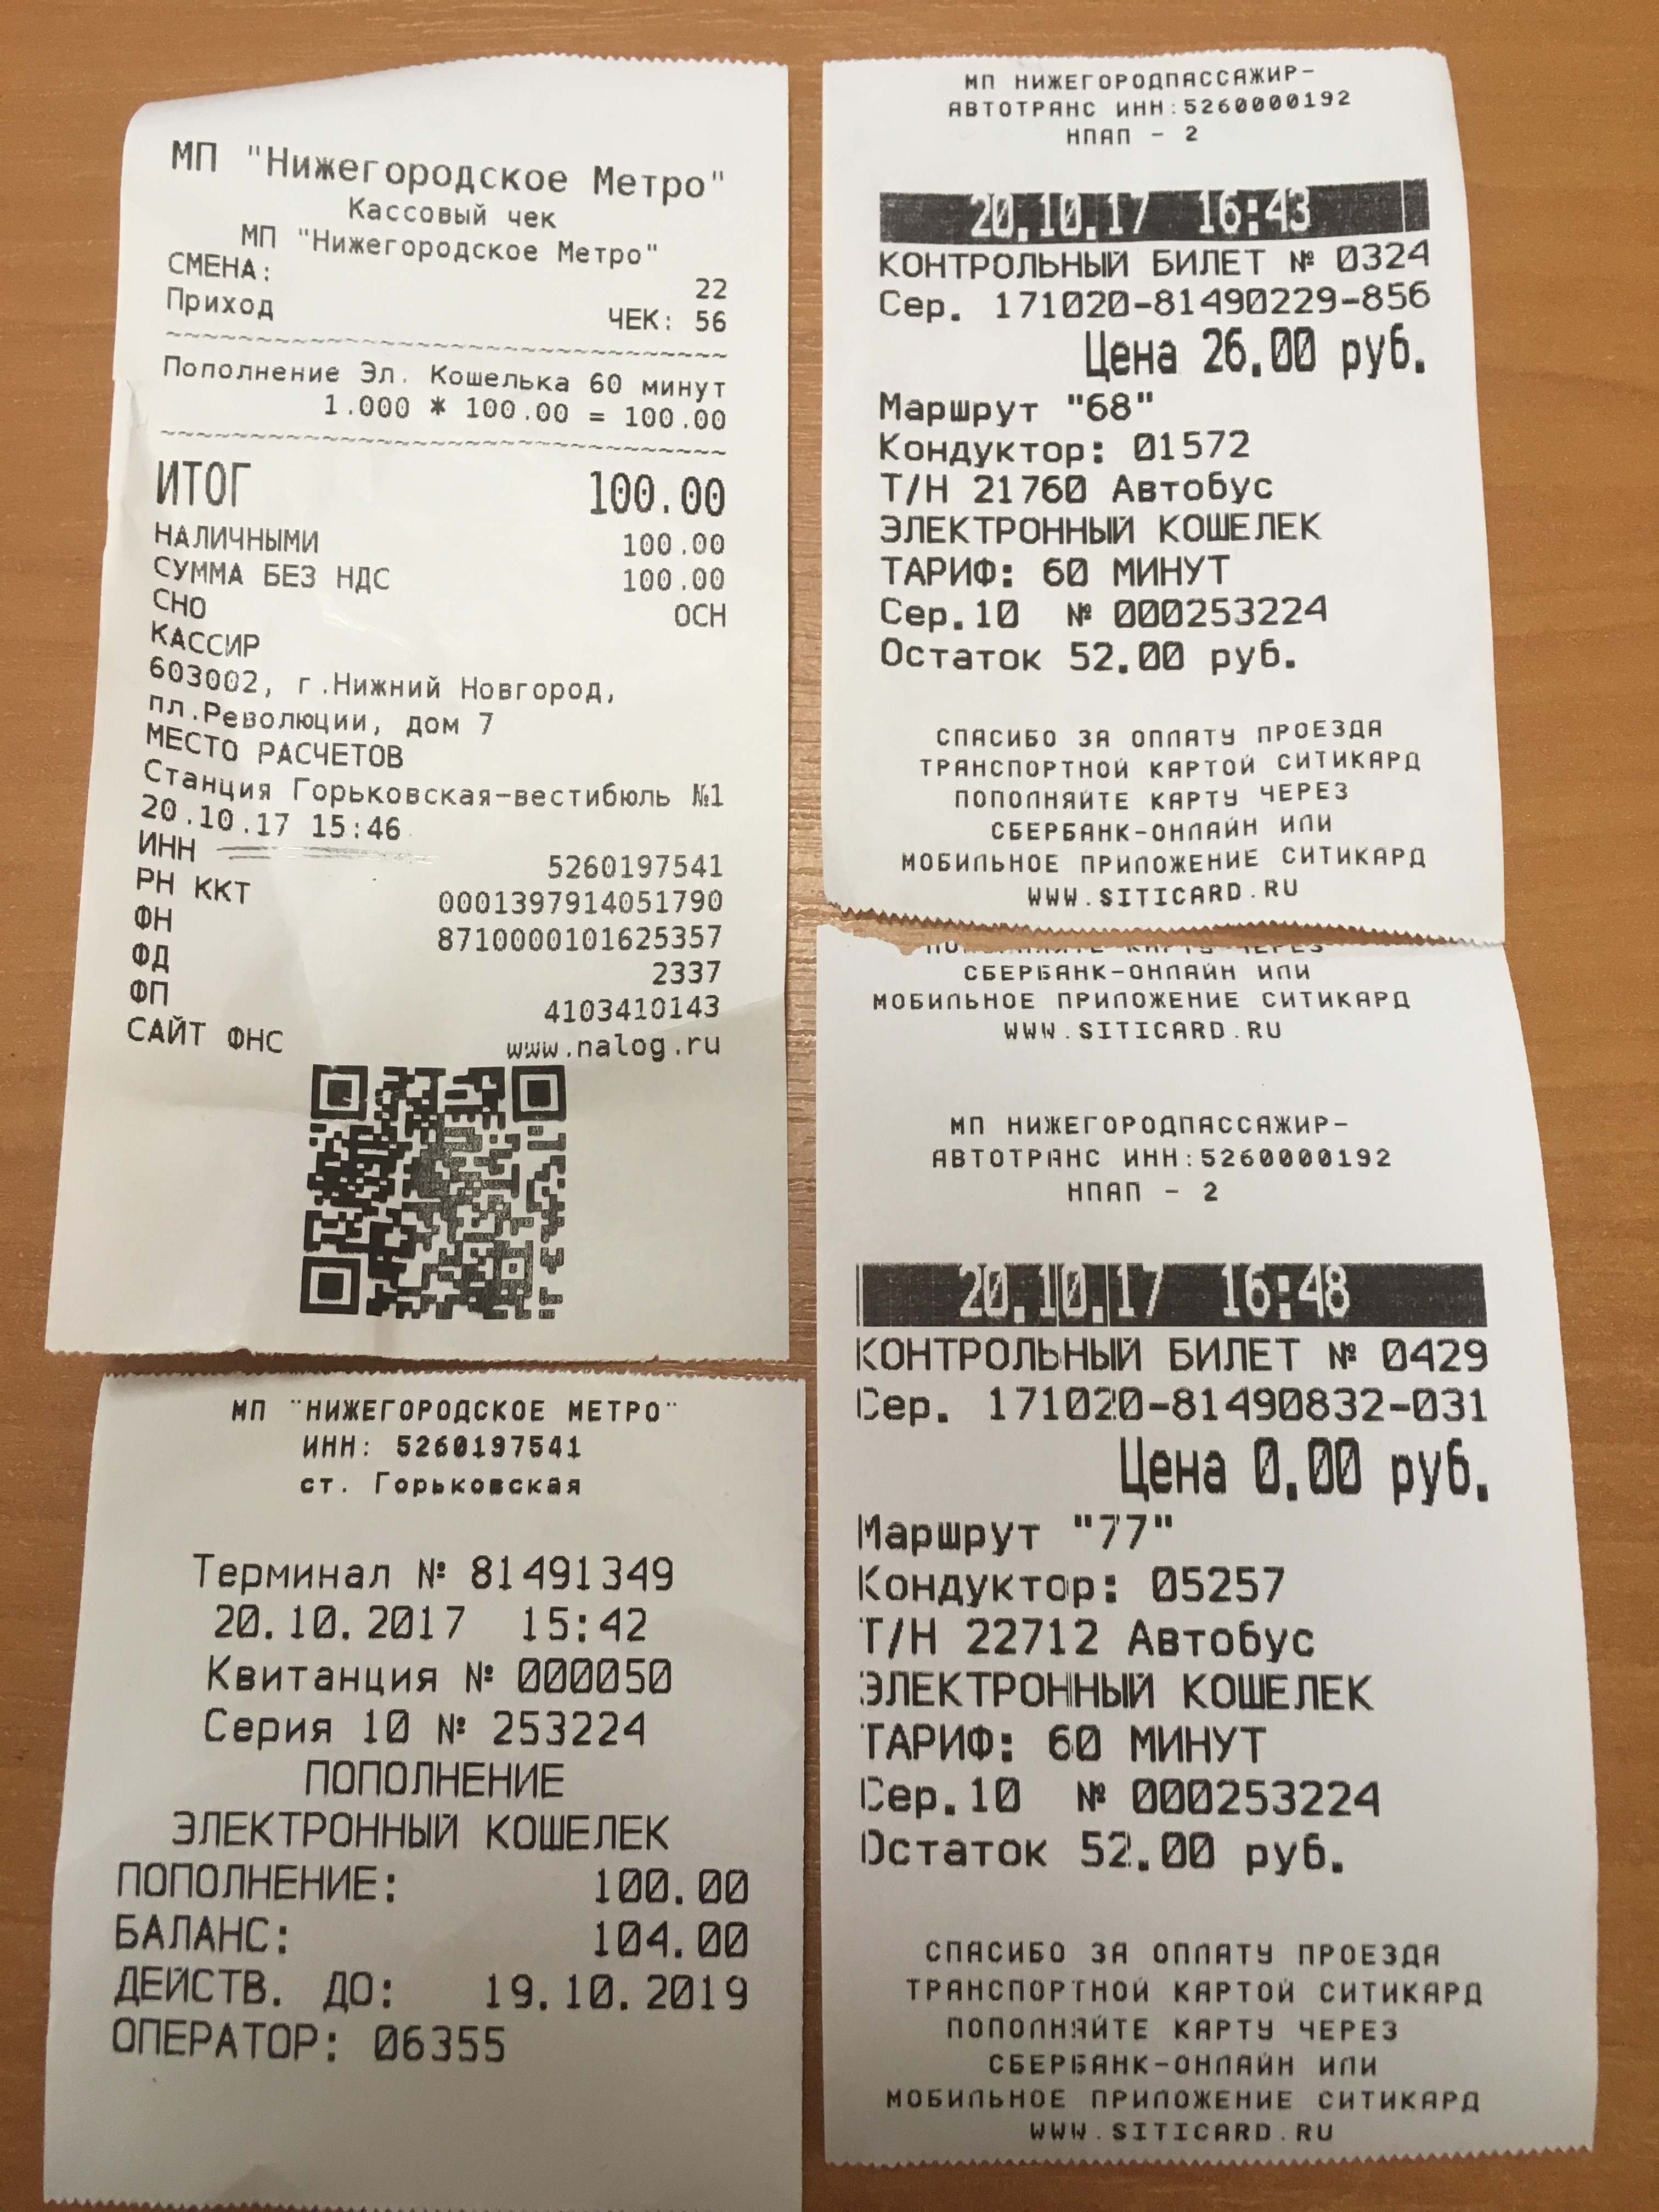 МП "Нижегородское Метро"
Кассовый чек
МП "Нижегородское Метро"
СМЕНА: 22
Приход ЧЕК: 56
~~~~~~~~~~~~~~~~~~~~~~~~~~~~~~~~
Пополнение Эл. Кошелька 60 минут
1.000 * 100.00 = 100.00
~~~~~~~~~~~~~~~~~~~~~~~~~~~~~~~~
ИТОГ 100.00
НАЛИЧНЫМИ 100.00
СУММА БЕЗ НДС 100.00
СНО ОСН
КАССИР
603002, г.Нижний Новгород,
пл.Революции, дом 7
МЕСТО РАСЧЕТОВ
Станция Горьковская-вестибюль №1
20.10.17 15:46
ИНН 5260197541
РН ККТ 0001397914051790
ФН 8710000101625357
ФД 2337
ФП 4103410143
САЙТ ФНС www.nalog.ru
МП "НИЖЕГОРОДСКОЕ МЕТРО"
ИНН: 5260197541
ст. Горьковская
Терминал № 81491349
20.10.2017 15:42
Квитанция № 000050
Серия 10 № 253224
ПОПОЛНЕНИЕ
ЭЛЕКТРОННЫЙ КОШЕЛЕК
ПОПОЛНЕНИЕ: 100.00
БАЛАНС: 104.00
ДЕЙСТВ. ДО: 19.10.2019
ОПЕРАТОР: 06355
МП НИЖЕГОРОДПАССАЖИР-
АВТОТРАНС ИНН:5260000192
НПАП - 2
20.10.17 16:43
КОНТРОЛЬНЫЙ БИЛЕТ № 0324
Сер. 171020-81490229-856
Цена 26.00 руб.
Маршрут "68"
Кондуктор: 01572
Т/Н 21760 Автобус
ЭЛЕКТРОННЫЙ КОШЕЛЕК
ТАРИФ: 60 МИНУТ
Сер.10 № 000253224
Остаток 52.00 руб.
СПАСИБО ЗА ОПЛАТУ ПРОЕЗДА
ТРАНСПОРТНОЙ КАРТОЙ СИТИКАРД
ПОПОЛНЯЙТЕ КАРТУ ЧЕРЕЗ
СБЕРБАНК-ОНЛАЙН ИЛИ
МОБИЛЬНОЕ ПРИЛОЖЕНИЕ СИТИКАРД
WWW.SITICARD.RU
ПОПОЛНЯЙТЕ КАРТУ ЧЕРЕЗ
СБЕРБАНК-ОНЛАЙН ИЛИ
МОБИЛЬНОЕ ПРИЛОЖЕНИЕ СИТИКАРД
WWW.SITICARD.RU
МП НИЖЕГОРОДПАССАЖИР-
АВТОТРАНС ИНН:5260000192
НПАП - 2
20.10.17 16:48
КОНТРОЛЬНЫЙ БИЛЕТ № 0429
Сер. 171020-81490832-031
Цена 0.00 руб.
Маршрут "77"
Кондуктор: 05257
Т/Н 22712 Автобус
ЭЛЕКТРОННЫЙ КОШЕЛЕК
ТАРИФ: 60 МИНУТ
Сер.10 № 000253224
Остаток 52.00 руб.
СПАСИБО ЗА ОПЛАТУ ПРОЕЗДА
ТРАНСПОРТНОЙ КАРТОЙ СИТИКАРД
ПОПОЛНЯЙТЕ КАРТУ ЧЕРЕЗ
СБЕРБАНК-ОНЛАЙН ИЛИ
МОБИЛЬНОЕ ПРИЛОЖЕНИЕ СИТИКАРД
WWW.SITICARD.RU